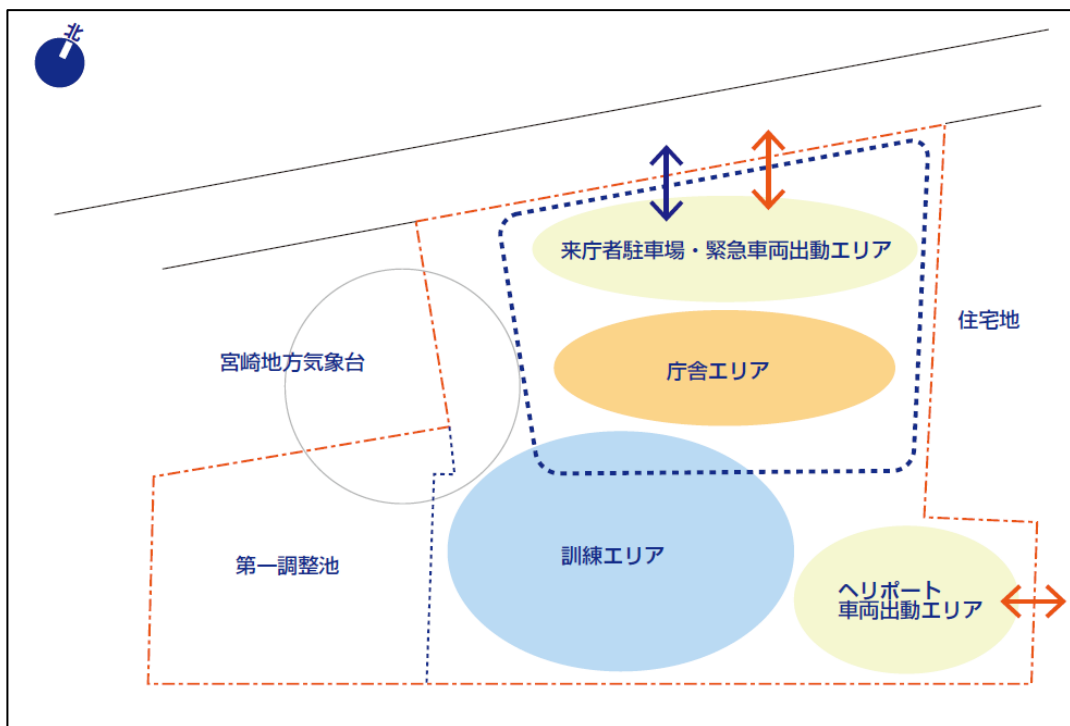 北
来庁者駐車場・緊急車両出動エリア
住宅地
宮崎地方気象台
庁舎エリア
訓練エリア
第一調整池
ヘリポート
車両出動エリア